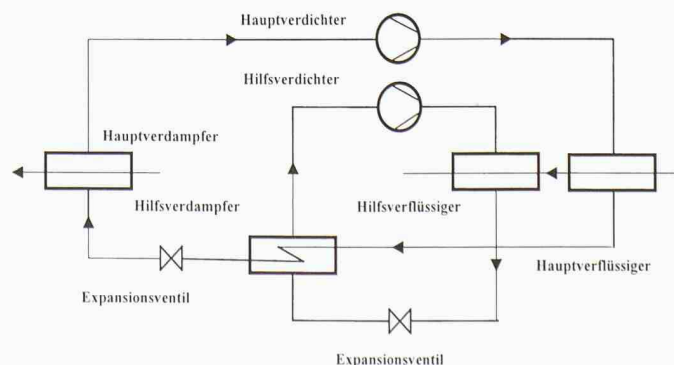 Hauptverdichter
Hilfsverdichter
Hauptverdampfer
Hilfsverdampfer
Hilfsverflüssiger
Hauptverflüssiger
Expansionsventil
Expansionsventil